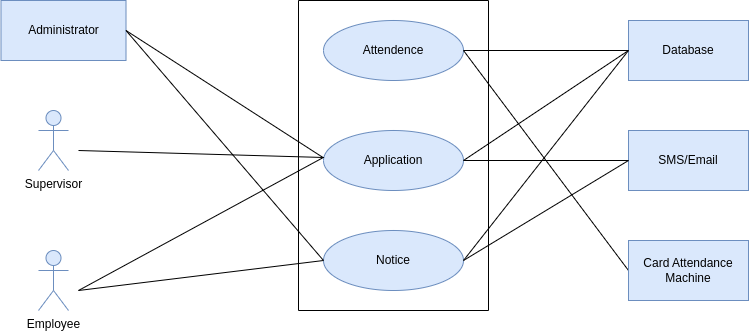 Administrator
Attendence
Database
Supervisor
Application
SMS/Email
Employee
Notice
Card Attendance
Machine